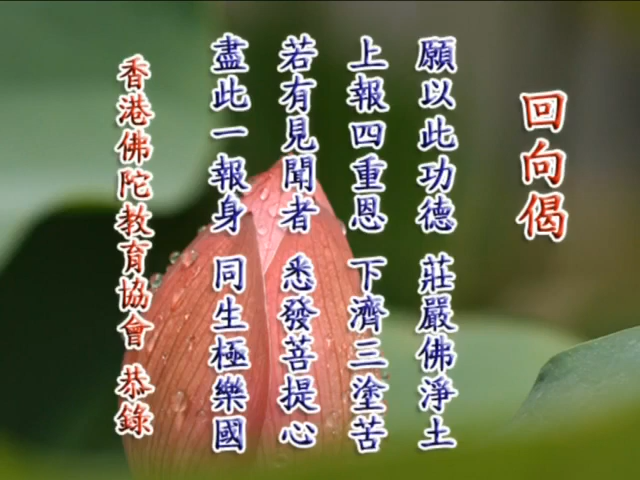 回向偈
願以此功德 莊嚴佛淨土
上報四重恩 下濟三塗苦
若有見聞者 悉發菩提心
盡此一報身 同生極樂國
香港佛陀教育協會 恭錄